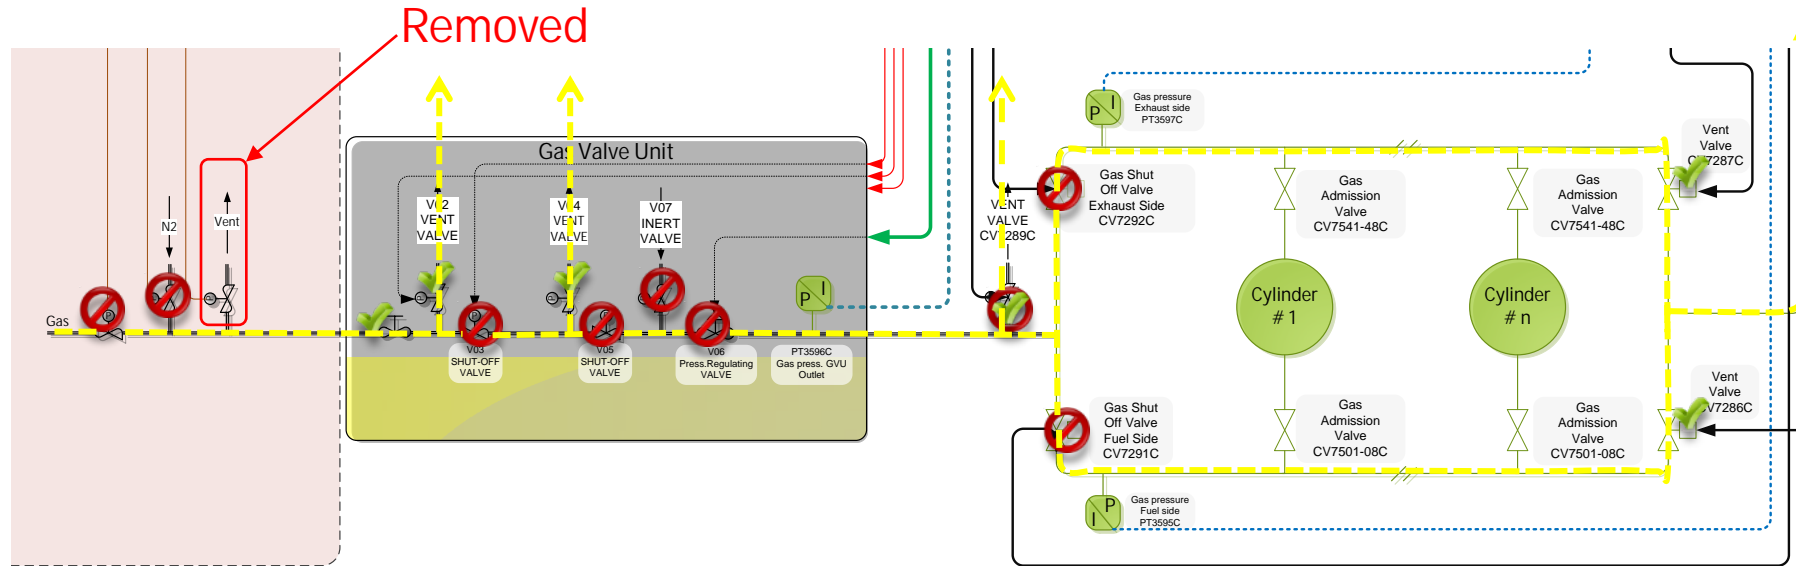 Removed
Gas Valve Unit
N2
Vent
Gas
P
V02
VENT
VALVE
V04
VENT
VALVE
V07
INERT
VALVE
P I
V03
SHUT-OFF
VALVE
V05
SHUT-OFF
VALVE
V06
Press.Regulating
VALVE
PT3596C
Gas press. GVU
Outlet
VENT
VALVE
CV7289C
P I
Gas pressure
Exhaust side
PT3597C
Gas Shut
Off Valve
Exhaust Side
CV7292C
Gas
Admission
Valve
CV7541-48C
Gas
Admission
Valve
CV7541-48C
Vent
Valve
CV7287C
Cylinder
# 1
Cylinder
# n
Gas Shut
Off Valve
Fuel Side
CV7291C
Gas
Admission
Valve
CV7501-08C
Gas
Admission
Valve
CV7501-08C
Vent
Valve
CV7286C
I P
Gas pressure
Fuel side
PT3595C